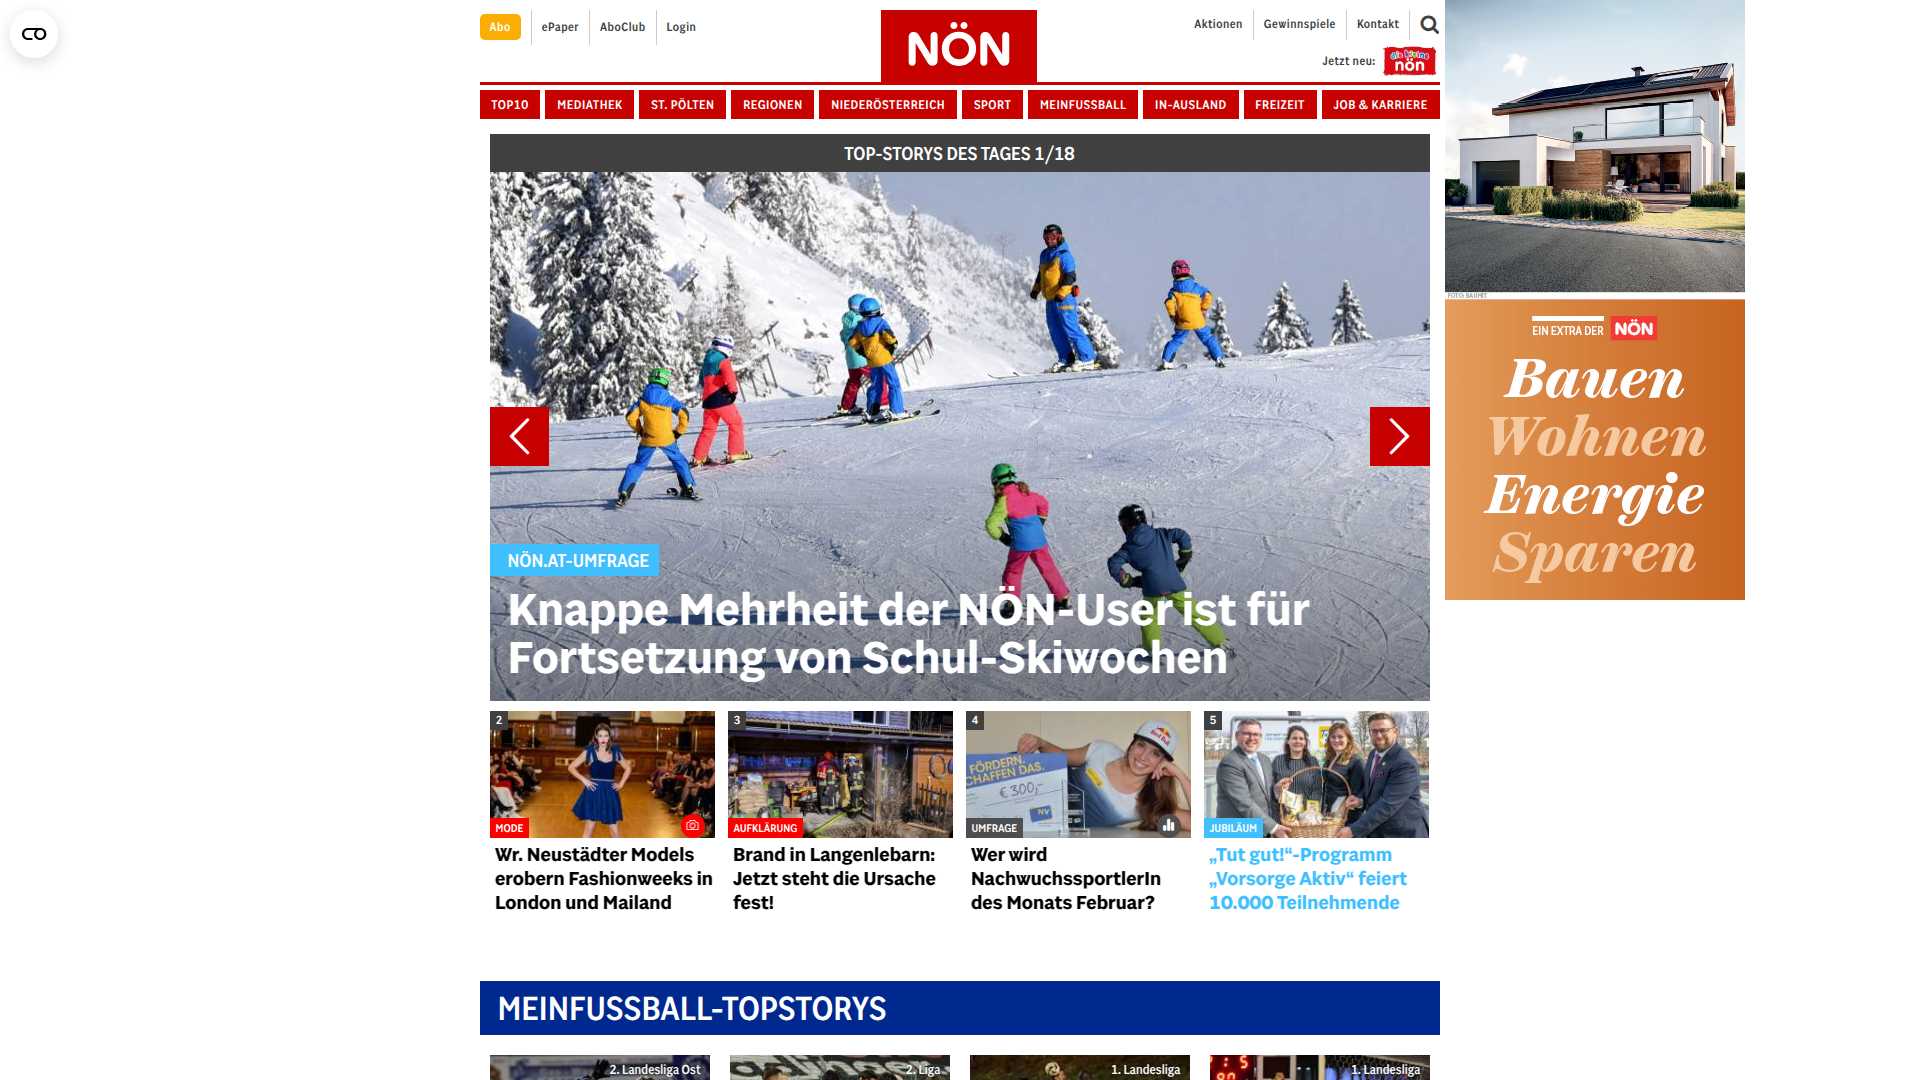 Abo
ePaper
AboClub
Login
NÖN
Aktionen
Gewinnspiele
Kontakt
Jetzt neu:
die kleine
nön
TOP10
MEDIATHEK
ST. PÖLTEN
REGIONEN
NIEDERÖSTERREICH
SPORT
MEINFUSSBALL
IN-AUSLAND
FREIZEIT
JOB & KARRIERE
TOP-STORYS DES TAGES 1/18
NÖN.AT-UMFRAGE
Knappe Mehrheit der NÖN-User ist für
Fortsetzung von Schul-Skiwochen
FOTO: BAUMIT
EIN EXTRA DER NÖN
Bauen
Wohnen
Energie
Sparen
2
MODE
Wr. Neustädter Models
erobern Fashionweeks in
London und Mailand
3
AUFKLÄRUNG
Brand in Langenlebarn:
Jetzt steht die Ursache
fest!
4
FÖRDERN.
SCHAFFEN DAS.
€ 300,-
NV
Red Bull
UMFRAGE
Wer wird
NachwuchssportlerIn
des Monats Februar?
5
JUBILÄUM
„Tut gut!“-Programm
„Vorsorge Aktiv“ feiert
10.000 Teilnehmende
MEINFUSSBALL-TOPSTORYS
2. Landesliga Ost
2. Liga
1. Landesliga
1. Landesliga